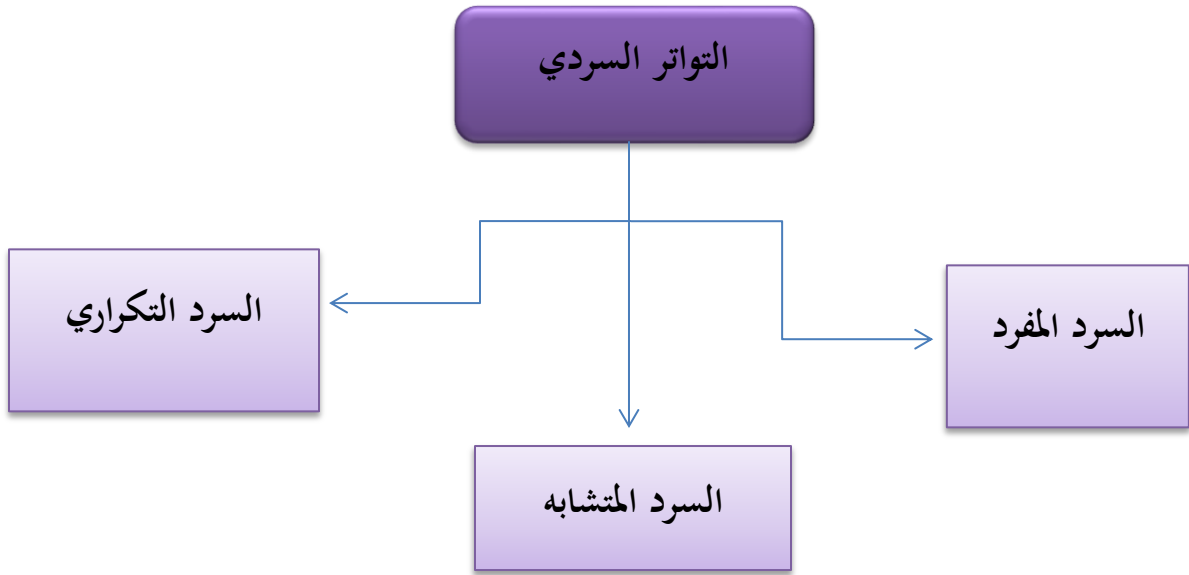 التواتر السردي
السرد المفرد
السرد المتشابه
السرد التكراري